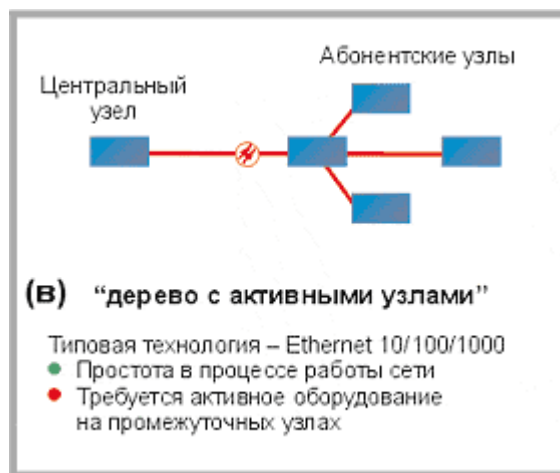 Абонентские узлы
Центральный
узел
(в) “дерево с активными узлами”
Типовая технология – Ethernet 10/100/1000
Простота в процессе работы сети
Требуется активное оборудование
на промежуточных узлах